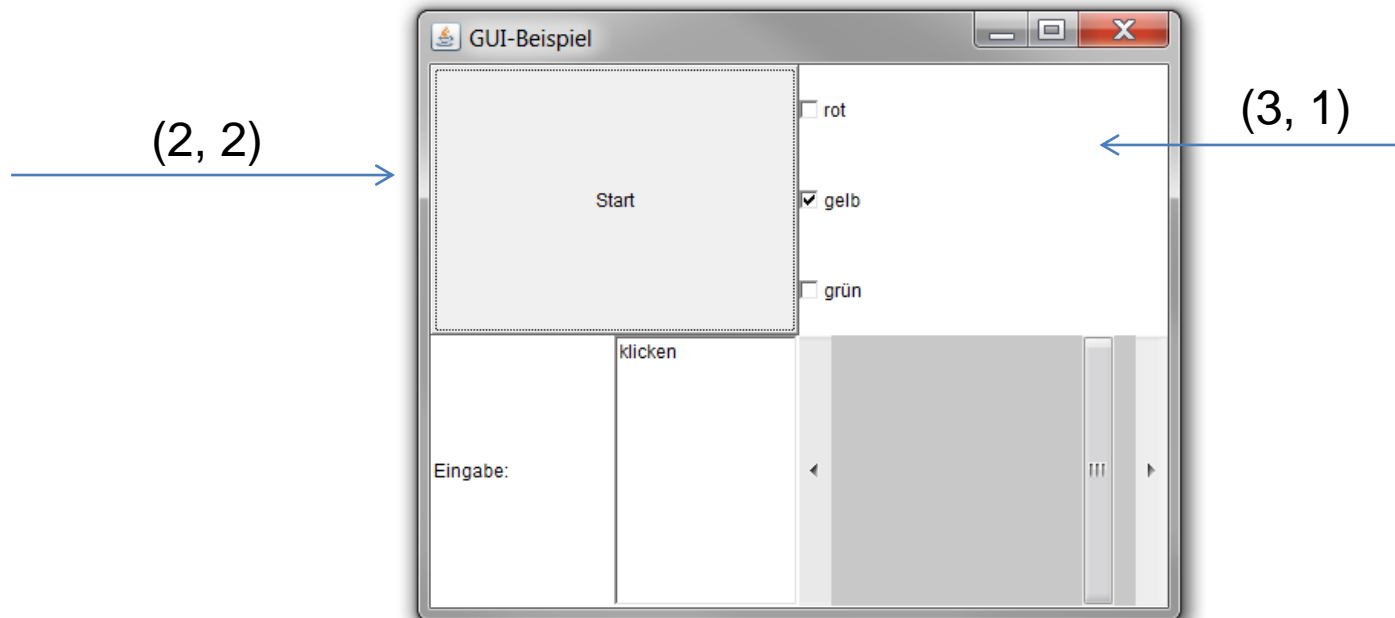 GUI-Beispiel
(2, 2)
(3, 1)
rot
Start
gelb
grün
klicken
Eingabe: